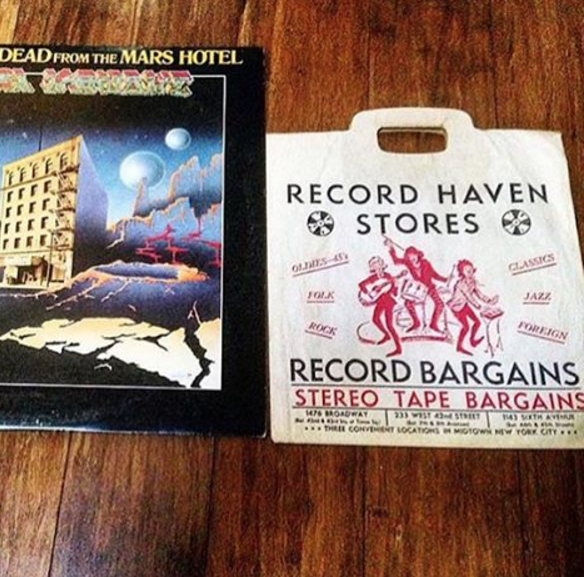 DEAD FROM THE MARS HOTEL
RECORD HAVEN
STORES
OLDIES-45's
CLASSICS
FOLK
JAZZ
ROCK
FOREIGN
RECORD BARGAINS
STEREO TAPE BARGAINS
1476 BROADWAY
233 WEST 42nd STREET
1143 SIXTH AVENUE
THREE CONVENIENT LOCATIONS IN MIDTOWN NEW YORK CITY